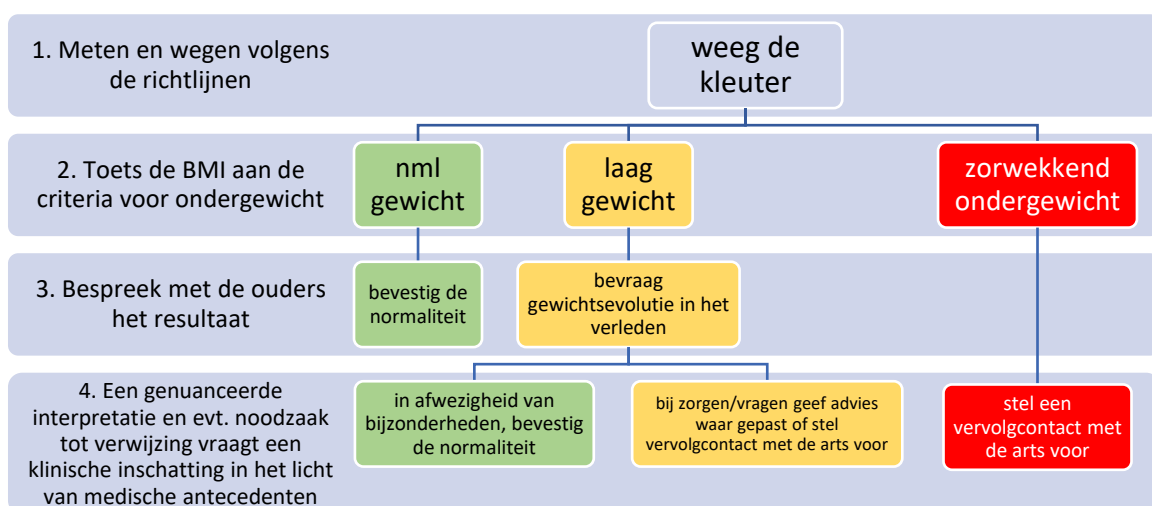 1. Meten en wegen volgens
de richtlijnen
weeg de
kleuter
2. Toets de BMI aan de
criteria voor ondergewicht
nml
gewicht
laag
gewicht
zorwekkend
ondergewicht
3. Bespreek met de ouders
het resultaat
bevestig de
normaliteit
bevraag
gewichtsevolutie in het
verleden
4. Een genuanceerde
interpretatie en evt. noodzaak
tot verwijzing vraagt een
klinische inschatting in het licht
van medische antecedenten
in afwezigheid van
bijzonderheden, bevestig
de normaliteit
bij zorgen/vragen geef advies
waar gepast of stel
vervolgcontact met de arts voor
stel een
vervolgcontact met
de arts voor